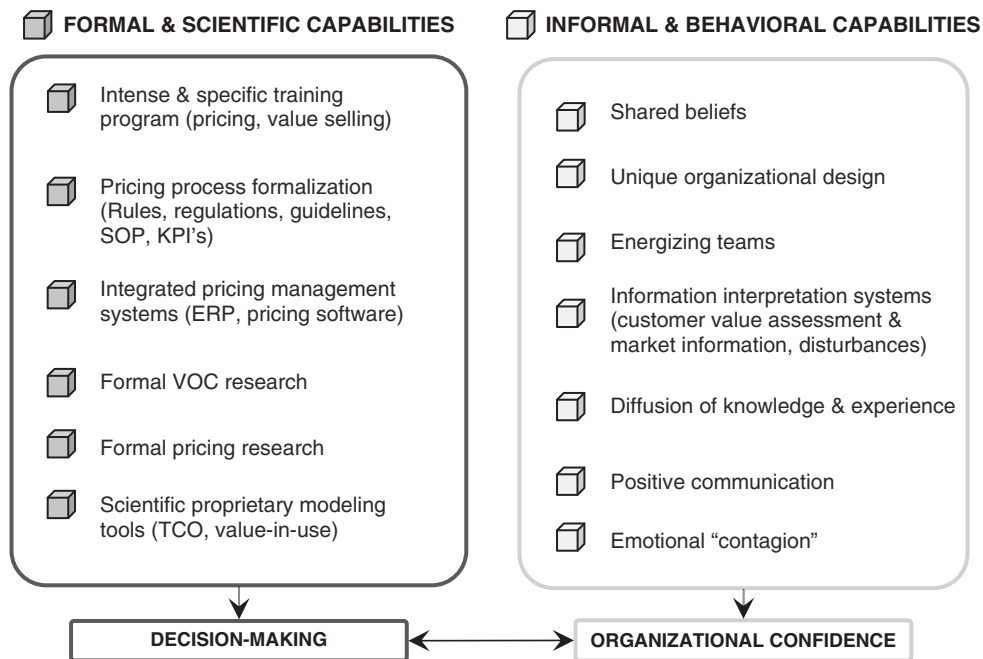 FORMAL & SCIENTIFIC CAPABILITIES
Intense & specific training
program (pricing, value selling)
Pricing process formalization
(Rules, regulations, guidelines,
SOP, KPI's)
Integrated pricing management
systems (ERP, pricing software)
Formal VOC research
Formal pricing research
Scientific proprietary modeling
tools (TCO, value-in-use)
DECISION-MAKING
INFORMAL & BEHAVIORAL CAPABILITIES
Shared beliefs
Unique organizational design
Energizing teams
Information interpretation systems
(customer value assessment &
market information, disturbances)
Diffusion of knowledge & experience
Positive communication
Emotional “contagion”
ORGANIZATIONAL CONFIDENCE